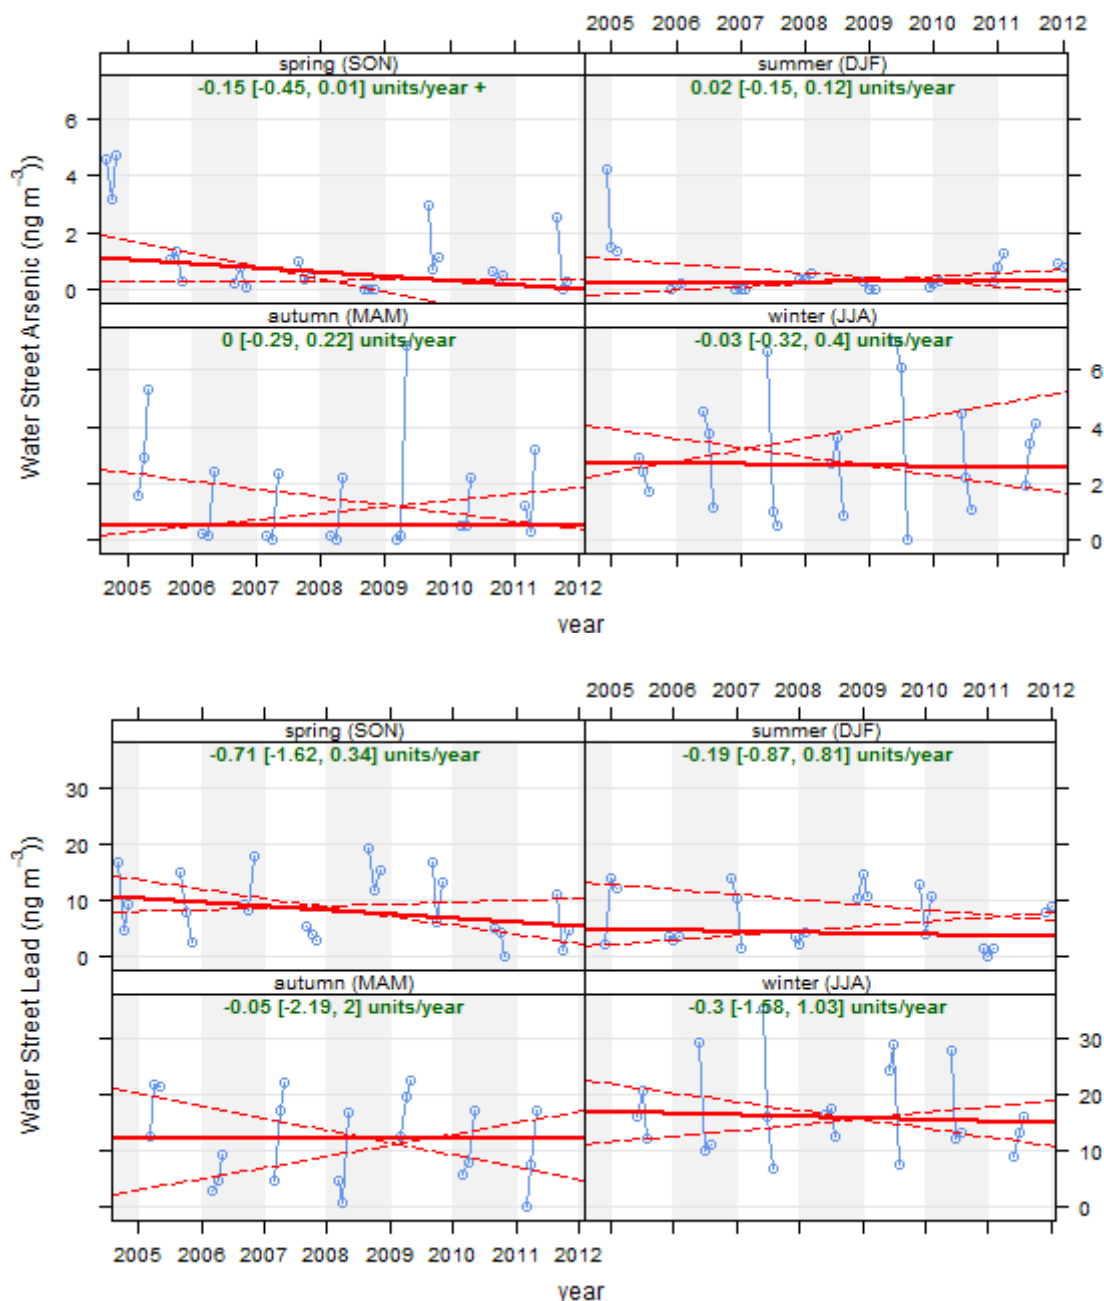 2005 2006 2007 2008 2009 2010 2011 2012
spring (SON) summer (DJF)
-0.15 [-0.45, 0.01] units/year + 0.02 [-0.15, 0.12] units/year
6
4
2
0
autumn (MAM) winter (JJA)
0 [-0.29, 0.22] units/year -0.03 [-0.32, 0.4] units/year
6
4
2
0
Water Street Arsenic (ng m⁻³))
2005 2006 2007 2008 2009 2010 2011 2012
year
2005 2006 2007 2008 2009 2010 2011 2012
spring (SON) summer (DJF)
-0.71 [-1.62, 0.34] units/year -0.19 [-0.87, 0.81] units/year
30
20
10
0
autumn (MAM) winter (JJA)
-0.05 [-2.19, 2] units/year -0.3 [-1.58, 1.03] units/year
30
20
10
0
Water Street Lead (ng m⁻³))
2005 2006 2007 2008 2009 2010 2011 2012
year